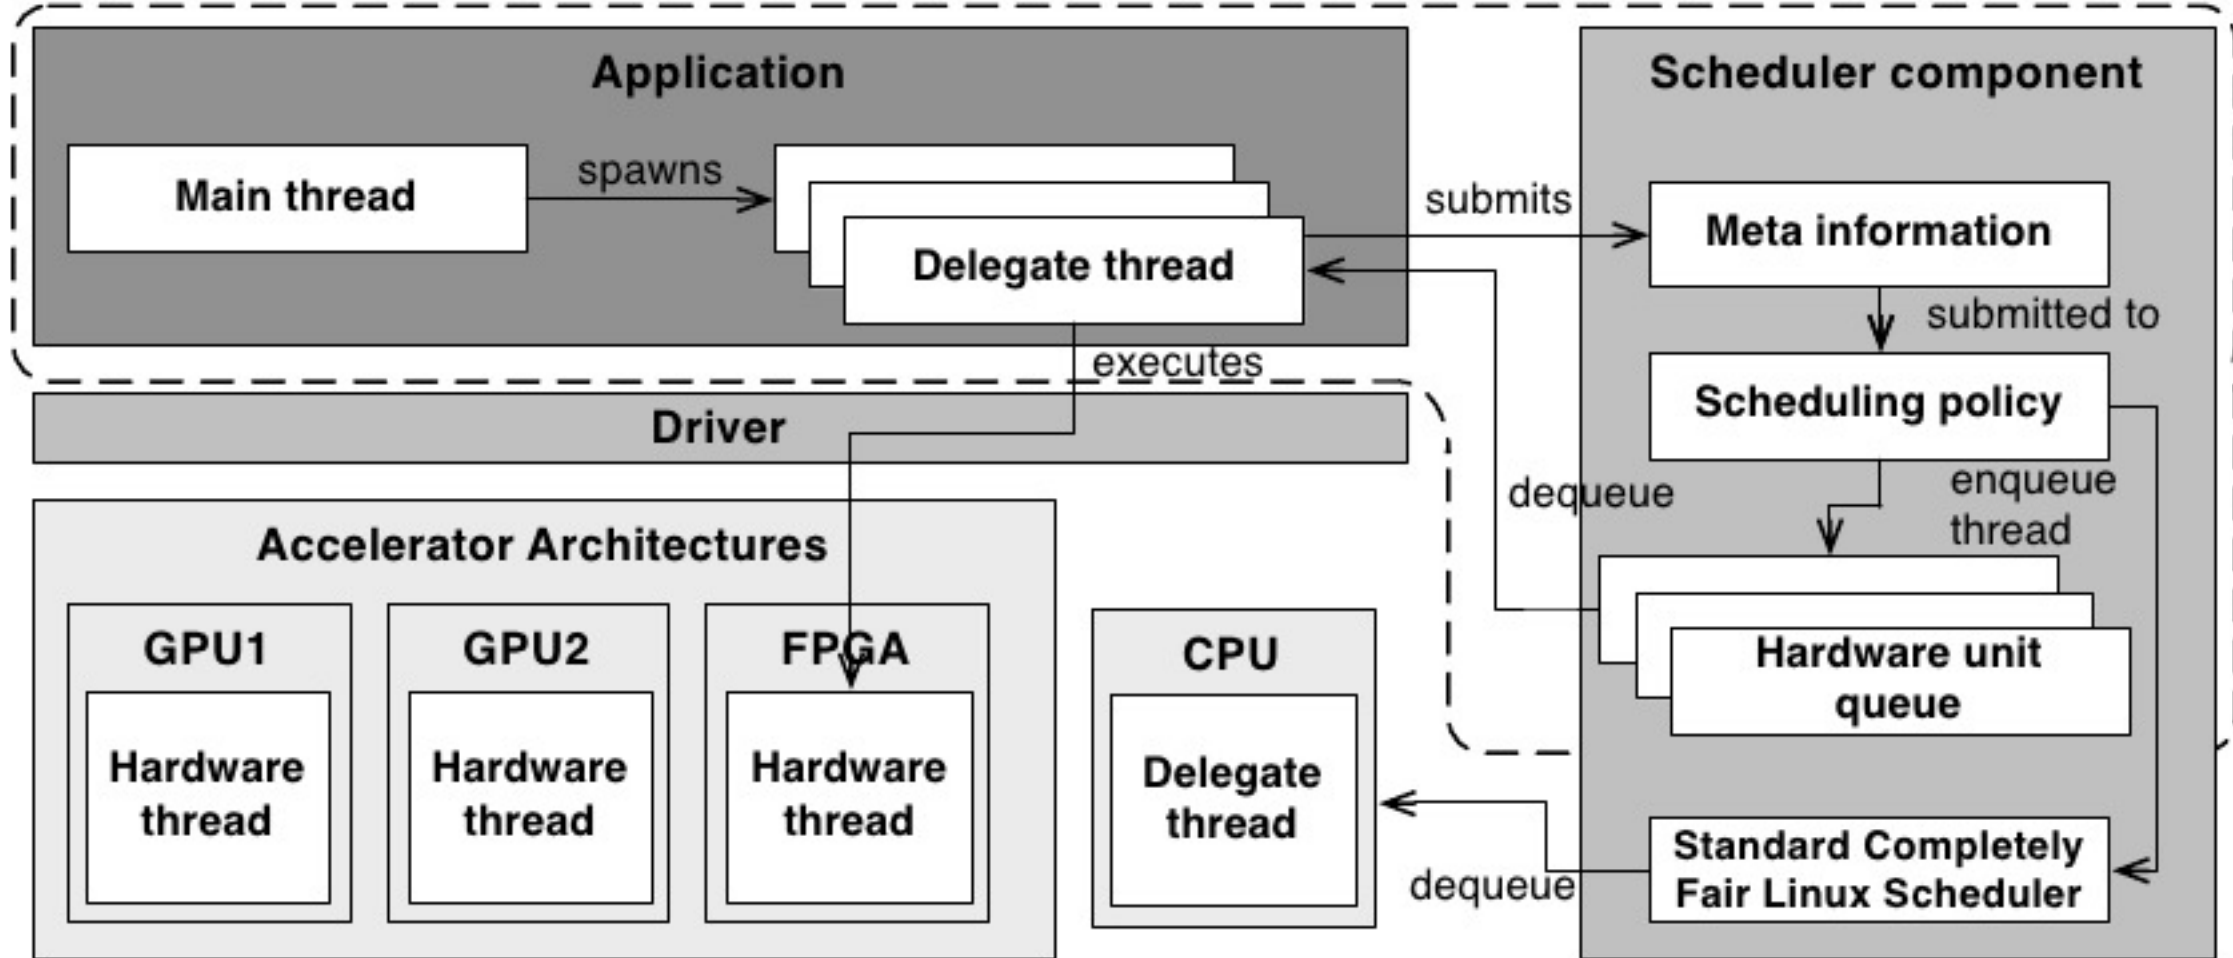 Application
Scheduler component
Main thread
spawns
Delegate thread
submits
Meta information
submitted to
executes
Scheduling policy
Driver
dequeue
enqueue
thread
Accelerator Architectures
GPU1
GPU2
FPGA
CPU
Hardware unit
queue
Hardware
thread
Hardware
thread
Hardware
thread
Delegate
thread
dequeue
Standard Completely
Fair Linux Scheduler